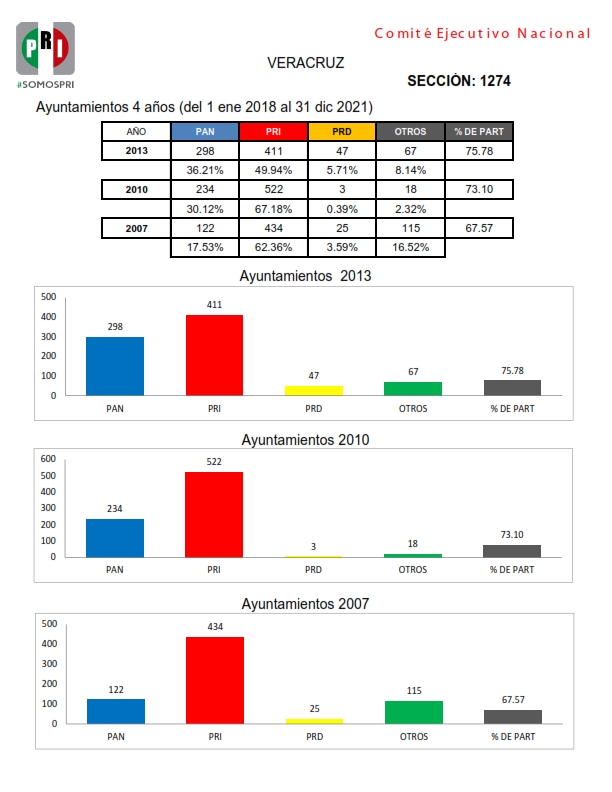 Comité Ejecutivo Nacional
PRI
#SOMOSPRI
VERACRUZ
SECCIÓN: 1274
Ayuntamientos 4 años (del 1 ene 2018 al 31 dic 2021)
AÑO PAN PRI PRD OTROS % DE PART
2013 298 411 47 67 75.78
36.21% 49.94% 5.71% 8.14%
2010 234 522 3 18 73.10
30.12% 67.18% 0.39% 2.32%
2007 122 434 25 115 67.57
17.53% 62.36% 3.59% 16.52%
Ayuntamientos 2013
500
400
300
200
100
0
298 411 47 67 75.78
PAN PRI PRD OTROS % DE PART
Ayuntamientos 2010
600
500
400
300
200
100
0
234 522 3 18 73.10
PAN PRI PRD OTROS % DE PART
Ayuntamientos 2007
500
400
300
200
100
0
122 434 25 115 67.57
PAN PRI PRD OTROS % DE PART